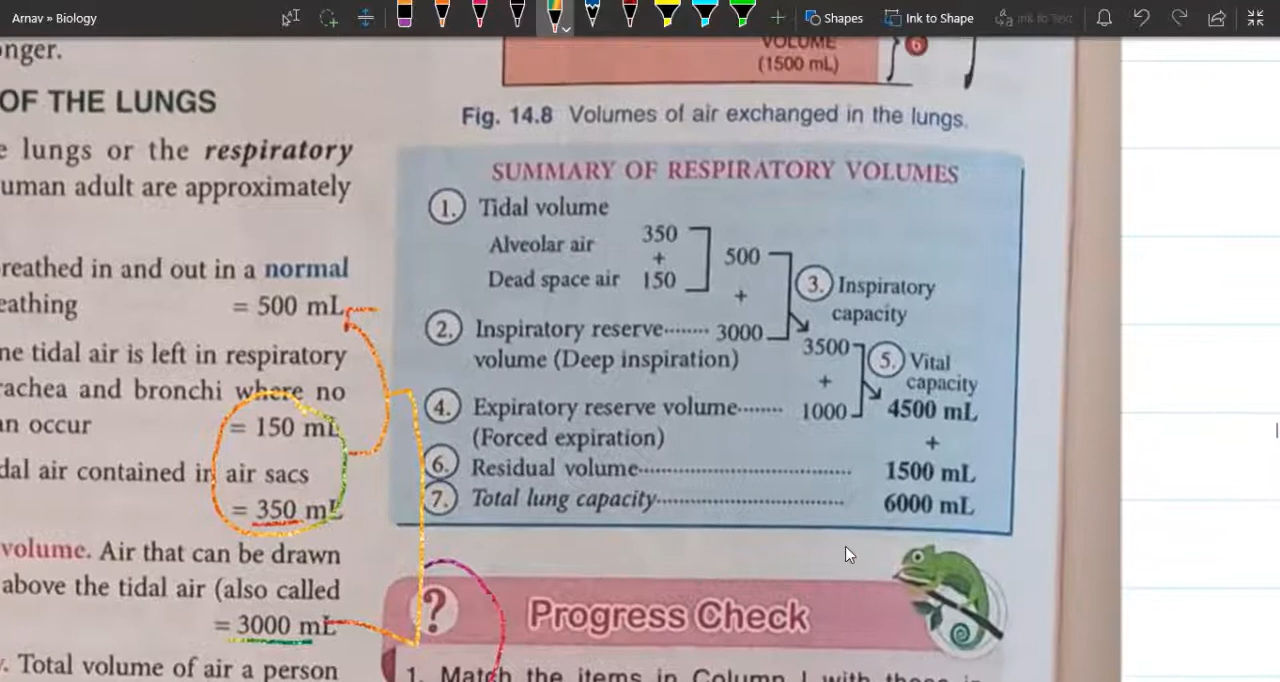 Arnav » Biology
Shapes
Ink to Shape
Ink to Text
onger.
OF THE LUNGS
e lungs or the respiratory
uman adult are approximately
reathed in and out in a normal
eathing = 500 mL
ne tidal air is left in respiratory
rachea and bronchi where no
an occur = 150 mL
dal air contained in air sacs
= 350 mL
volume. Air that can be drawn
above the tidal air (also called
= 3000 mL
. Total volume of air a person
VOLUME
(1500 mL)
6
Fig. 14.8 Volumes of air exchanged in the lungs.
SUMMARY OF RESPIRATORY VOLUMES
1. Tidal volume
Alveolar air 350
+
Dead space air 150
500
+
2. Inspiratory reserve........ 3000
volume (Deep inspiration)
3. Inspiratory
capacity
3500
+
4. Expiratory reserve volume........ 1000
(Forced expiration)
5. Vital
capacity
4500 mL
+
6. Residual volume........ 1500 mL
7. Total lung capacity........ 6000 mL
? Progress Check
1. Match the items in Column I with those in